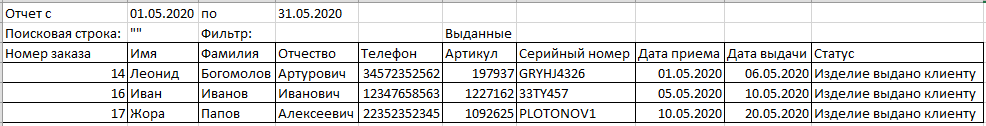 Отчет с 01.05.2020 по 31.05.2020
Поисковая строка: "" Фильтр: Выданные
Номер заказа Имя Фамилия Отчество Телефон Артикул Серийный номер Дата приема Дата выдачи Статус
14 Леонид Богомолов Артурович 34572352562 197937 GRYHJ4326 01.05.2020 06.05.2020 Изделие выдано клиенту
16 Иван Иванов Иванович 12347658563 1227162 33TY457 05.05.2020 10.05.2020 Изделие выдано клиенту
17 Жора Папов Алексеевич 22352352345 1092625 PLOTONOV1 10.05.2020 20.05.2020 Изделие выдано клиенту